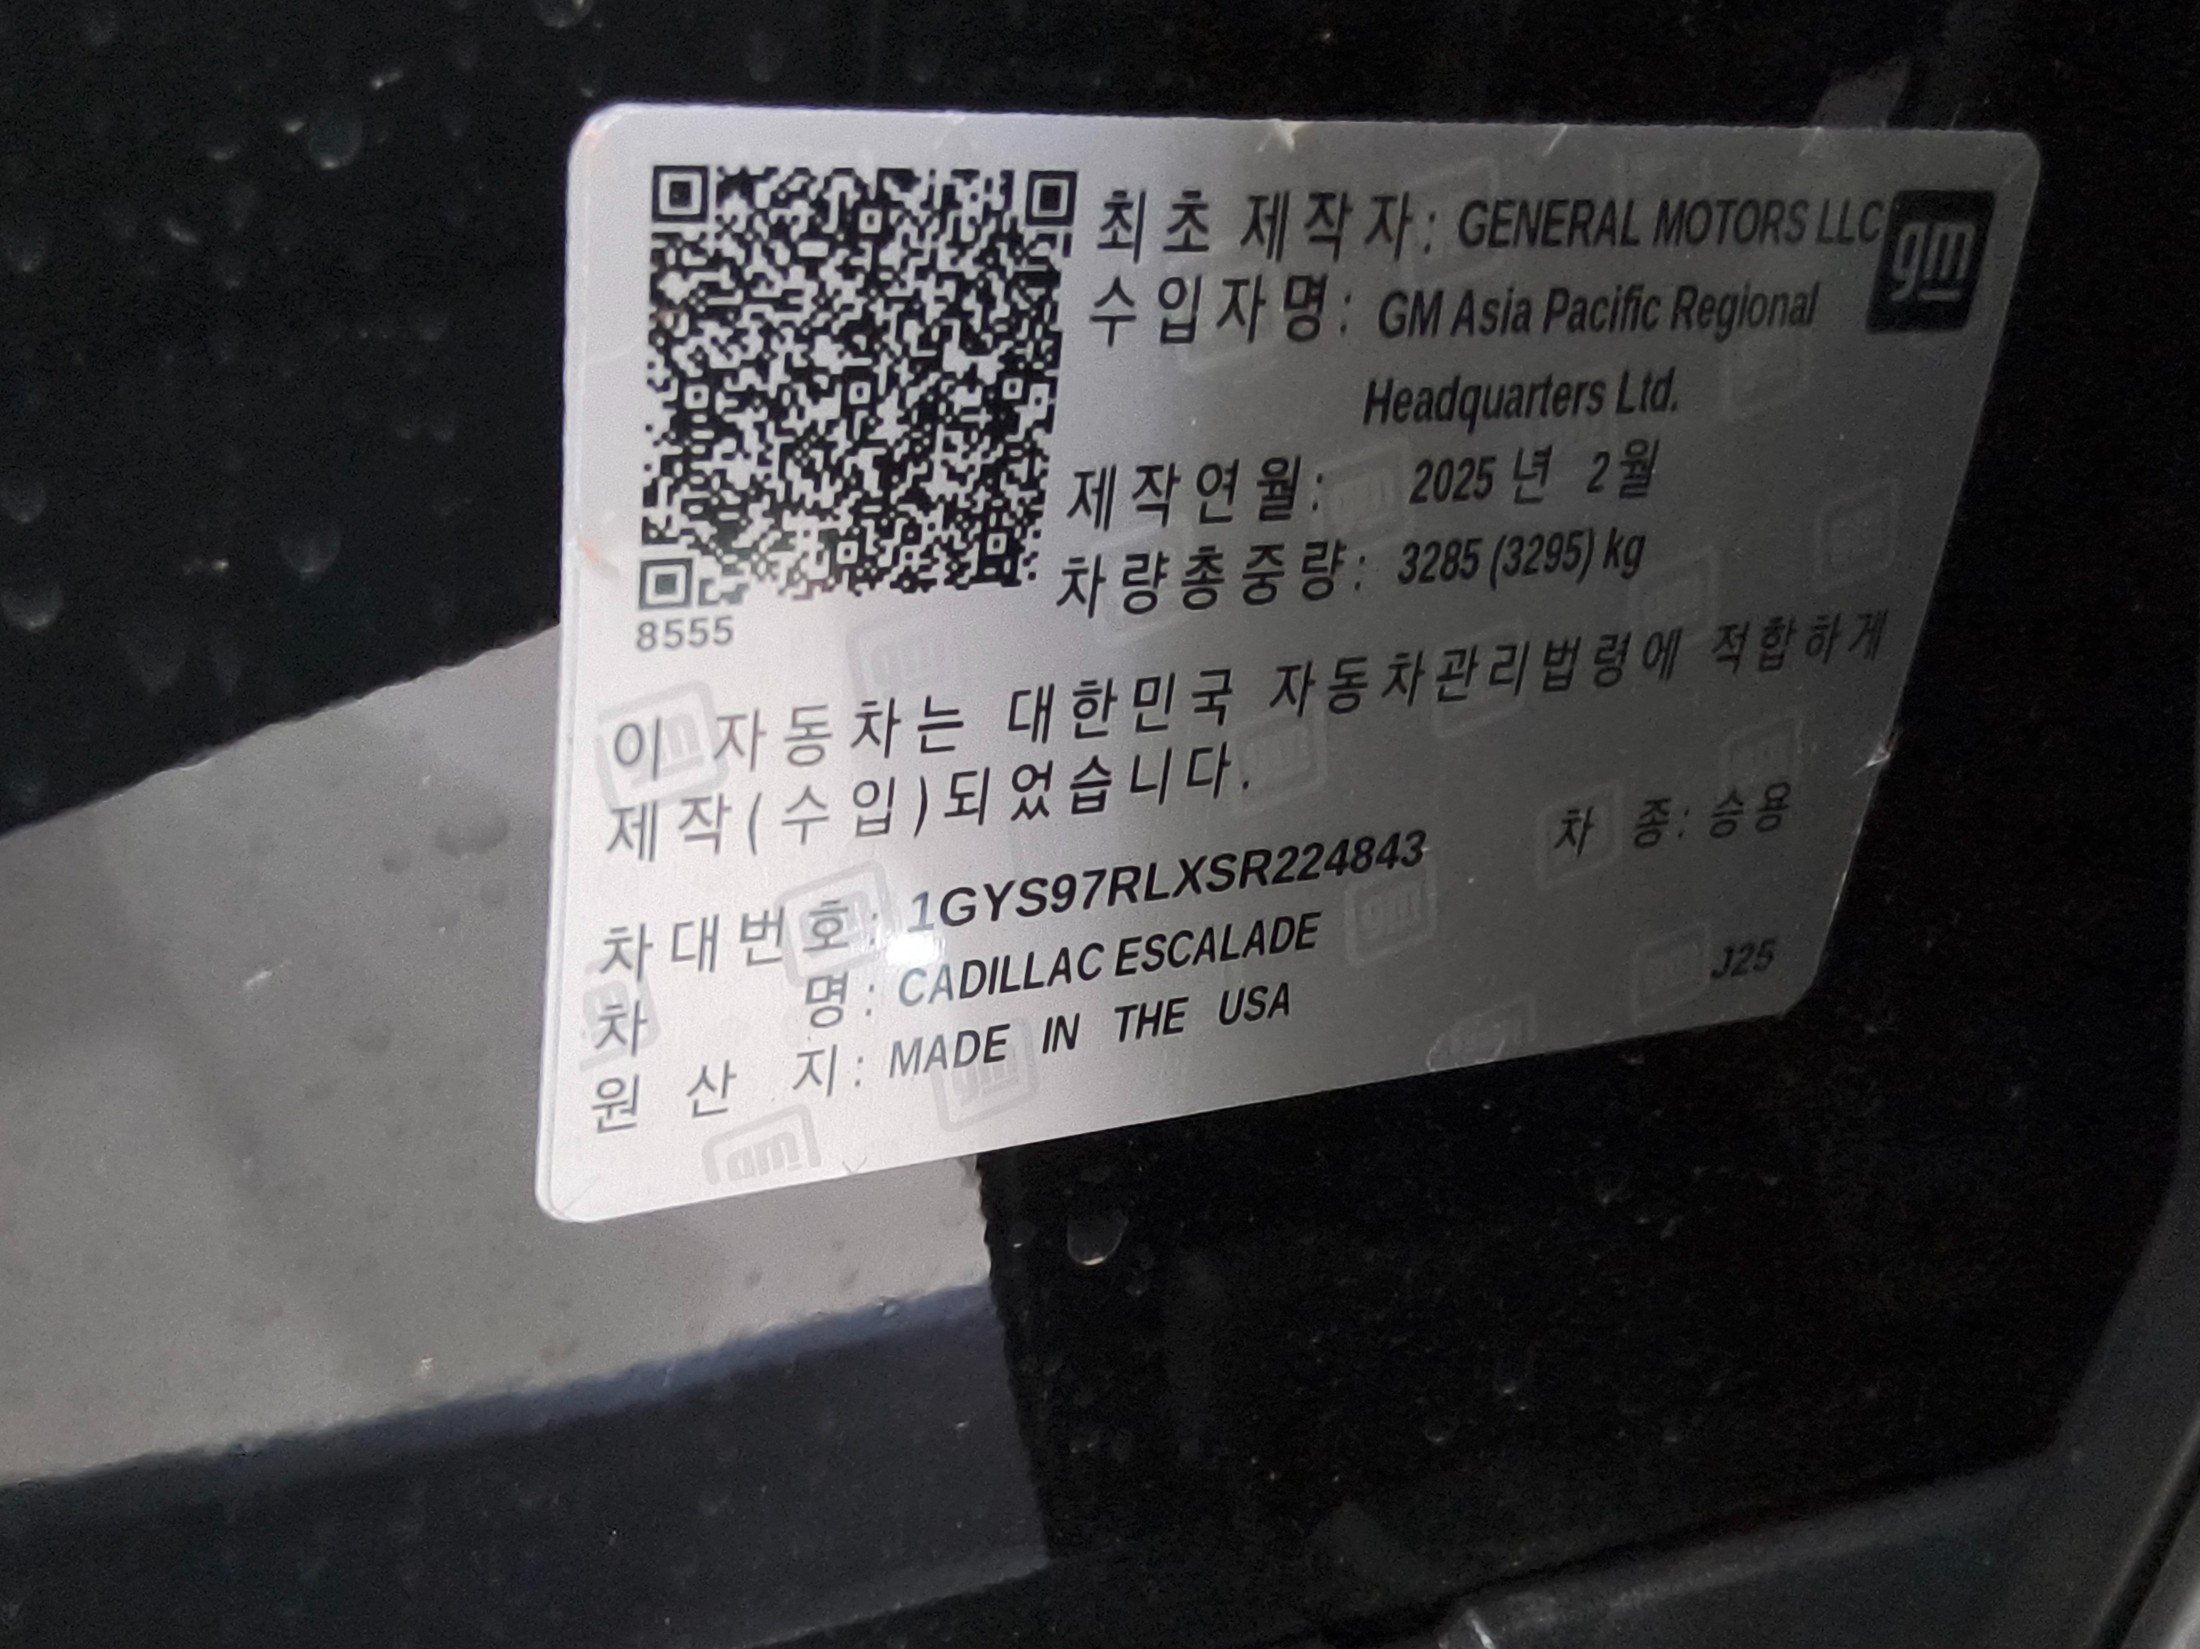 최초 제작자: GENERAL MOTORS LLC gm
수입자명: GM Asia Pacific Regional
Headquarters Ltd.
제작연월: 2025 년 2월
차량총중량: 3285 (3295) kg
8555
이 자동차는 대한민국 자동차관리법령에 적합하게
제작(수입)되었습니다.
차대번호: 1GYS97RLXSR224843 차 종: 승용
차 명: CADILLAC ESCALADE
원 산 지: MADE IN THE USA J25